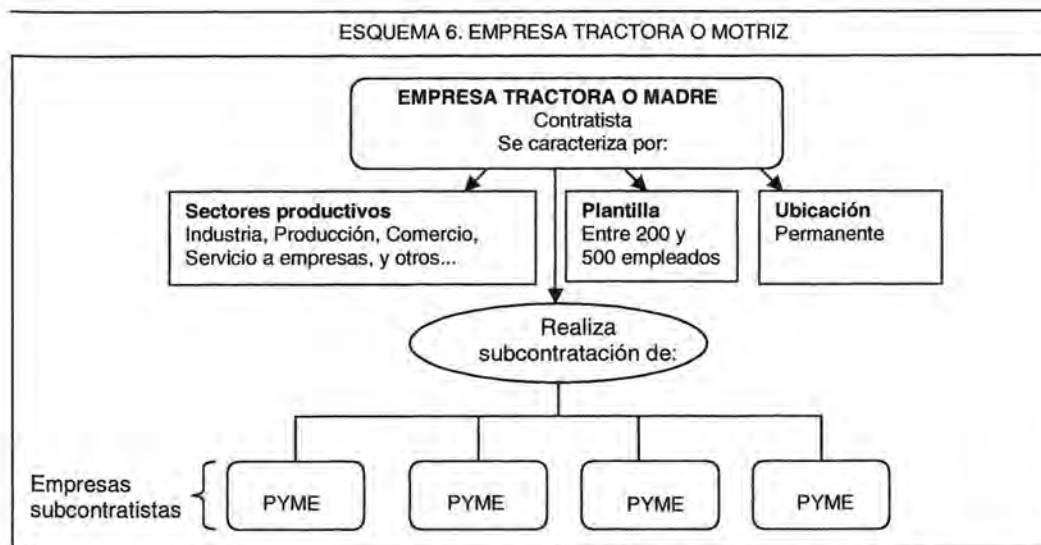 ESQUEMA 6. EMPRESA TRACTORA O MOTRIZ
EMPRESA TRACTORA O MADRE
Contratista
Se caracteriza por:
Sectores productivos
Industria, Producción, Comercio,
Servicio a empresas, y otros...
Plantilla
Entre 200 y
500 empleados
Ubicación
Permanente
Realiza
subcontratación de:
Empresas
subcontratistas
PYME
PYME
PYME
PYME